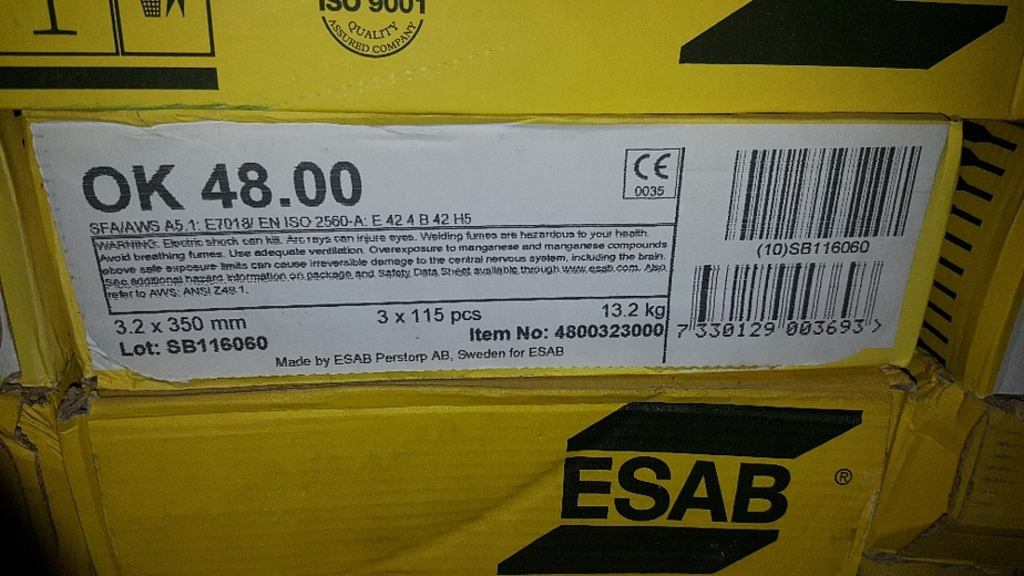 ISO 9001
QUALITY
ASSURED COMPANY
OK 48.00
SFA/AWS A5.1: E7018/ EN ISO 2560-A: E 42 4 B 42 H5
WARNING: Electric shock can kill. Arc rays can injure eyes. Welding fumes are hazardous to your health.
Avoid breathing fumes. Use adequate ventilation. Overexposure to manganese and manganese compounds
above safe exposure limits can cause irreversible damage to the central nervous system, including the brain.
See additional hazard information on package and Safety Data Sheet available through www.esab.com. Also
refer to AWS: ANSI Z49.1.
3.2 x 350 mm
3 x 115 pcs
13.2 kg
Lot: SB116060
Item No: 4800323000
Made by ESAB Perstorp AB, Sweden for ESAB
CE
0035
(10)SB116060
7 330129 003693 >
ESAB ®